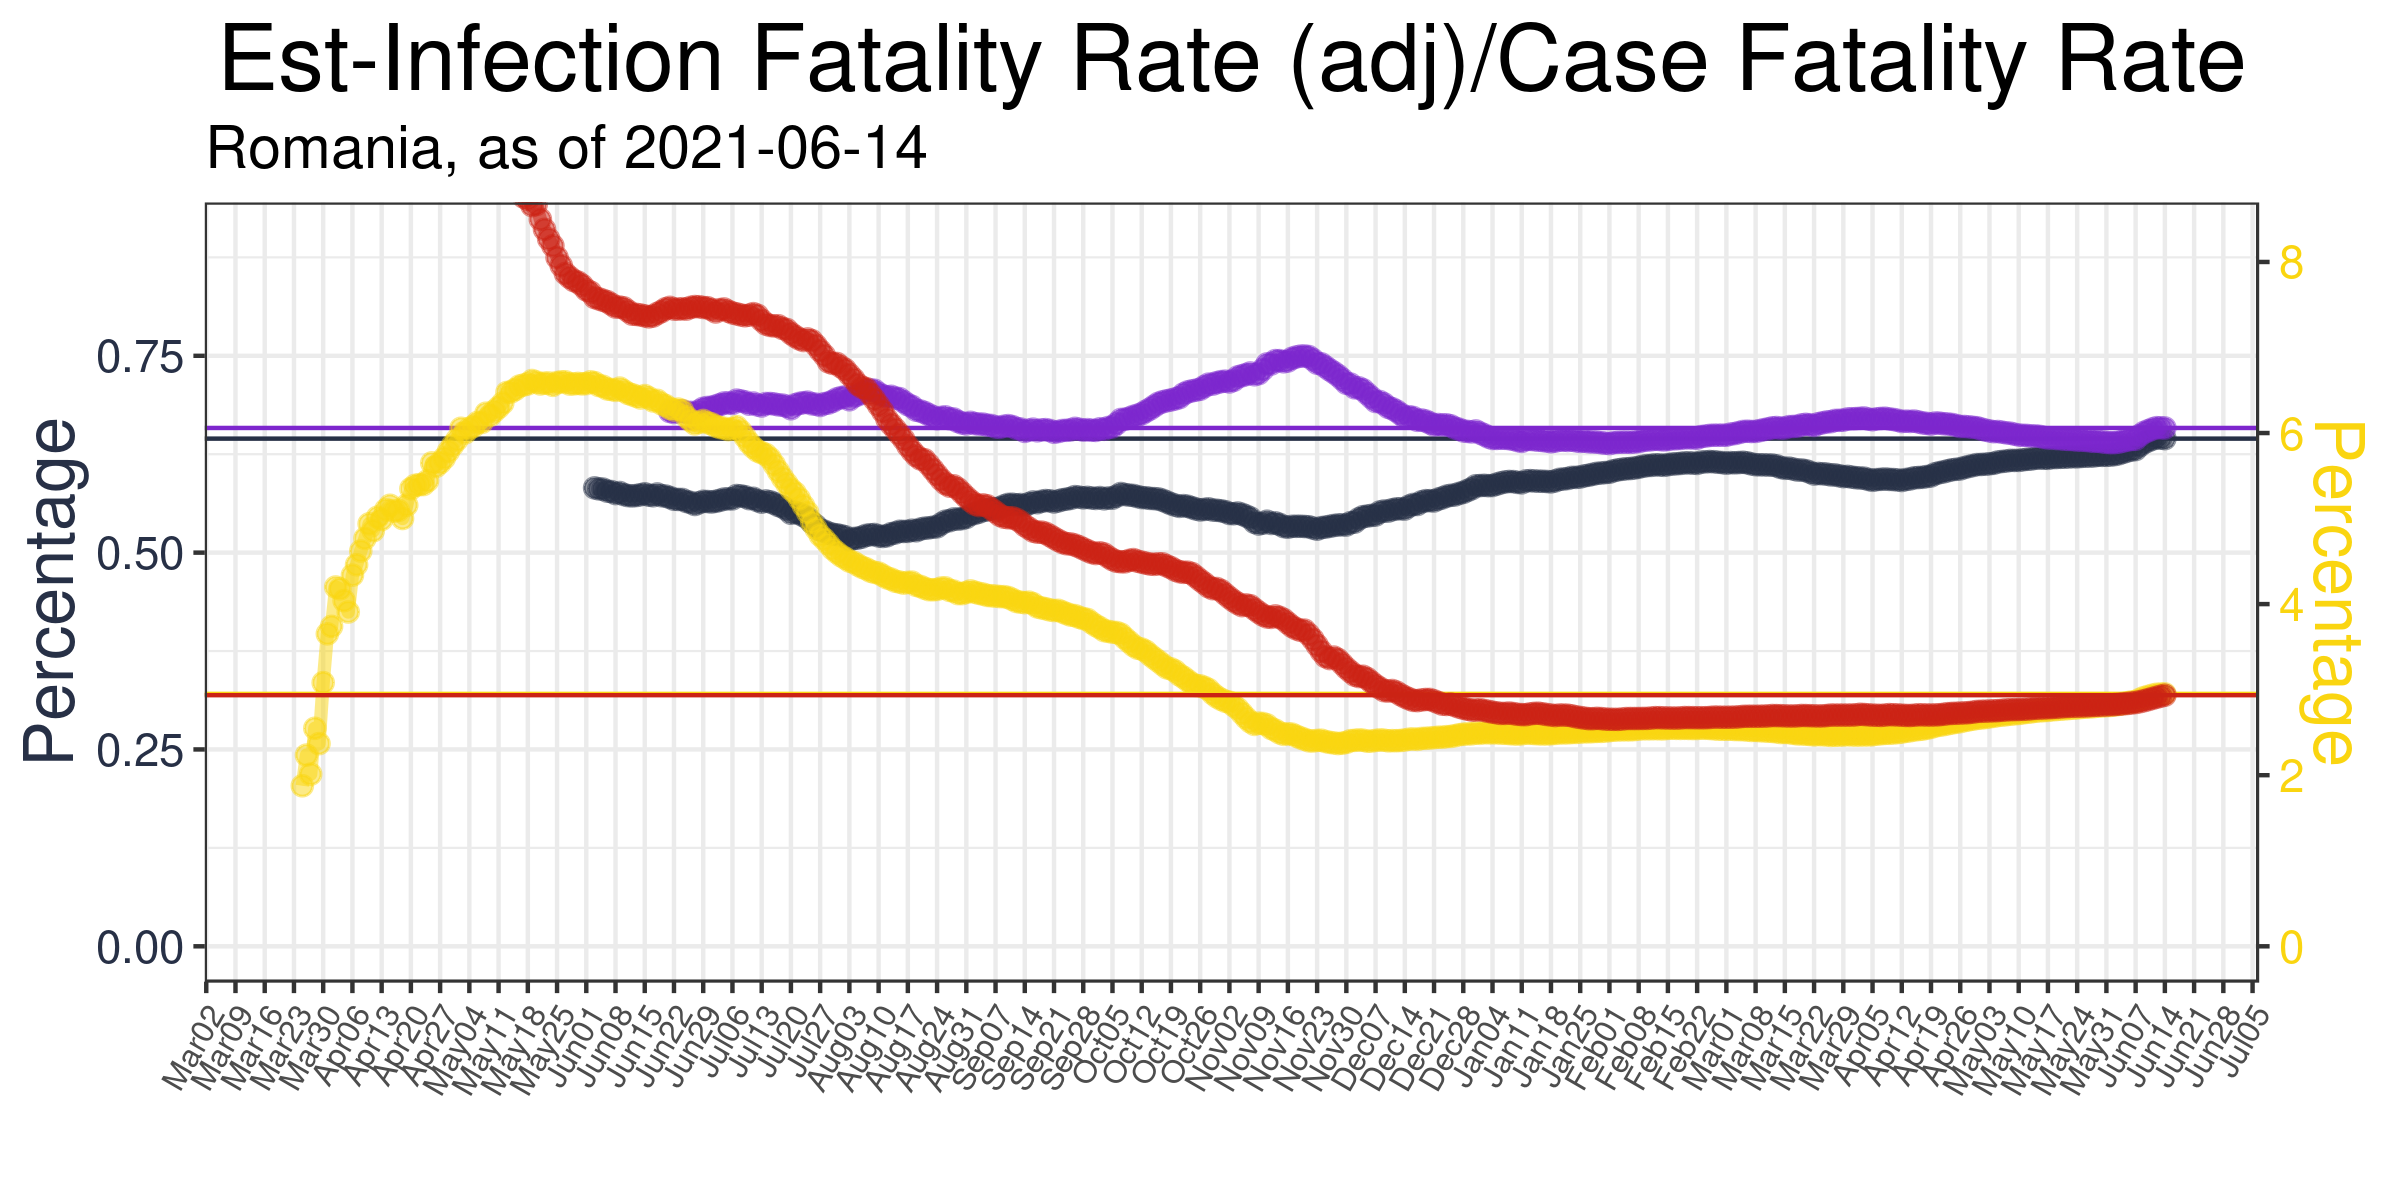 Est-Infection Fatality Rate (adj)/Case Fatality Rate
Romania, as of 2021-06-14
Percentage
0.75
0.50
0.25
0.00
8
6
4
2
0
Percentage
Mar02
Mar09
Mar16
Mar23
Mar30
Apr06
Apr13
Apr20
Apr27
May04
May11
May18
May25
Jun01
Jun08
Jun15
Jun22
Jun29
Jul06
Jul13
Jul20
Jul27
Aug03
Aug10
Aug17
Aug24
Aug31
Sep07
Sep14
Sep21
Sep28
Oct05
Oct12
Oct19
Oct26
Nov02
Nov09
Nov16
Nov23
Nov30
Dec07
Dec14
Dec21
Dec28
Jan04
Jan11
Jan18
Jan25
Feb01
Feb08
Feb15
Feb22
Mar01
Mar08
Mar15
Mar22
Mar29
Apr05
Apr12
Apr19
Apr26
May03
May10
May17
May24
May31
Jun07
Jun14
Jun21
Jun28
Jul05